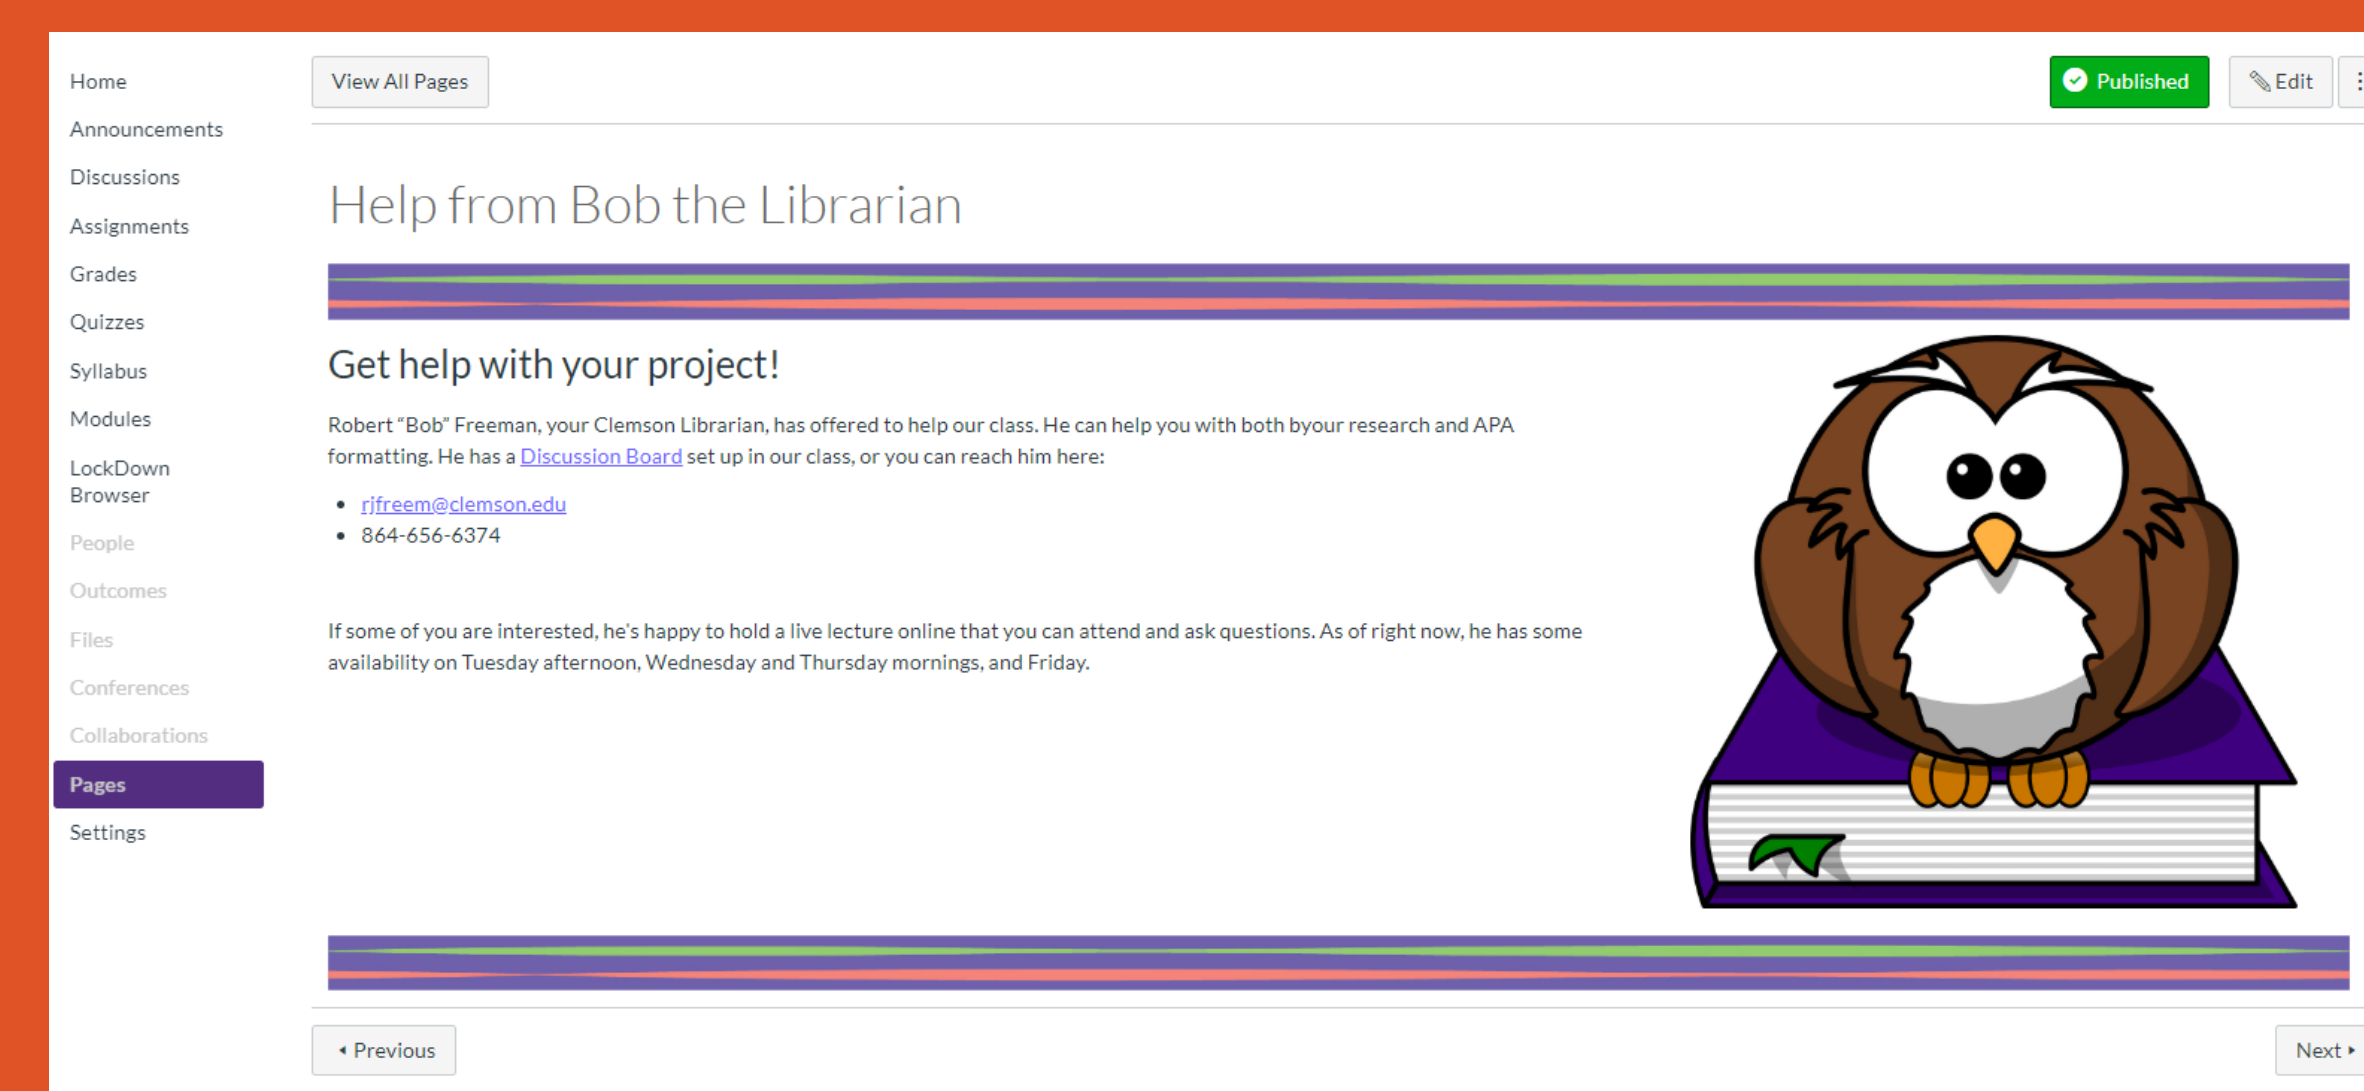 Home
Announcements
Discussions
Assignments
Grades
Quizzes
Syllabus
Modules
LockDown
Browser
People
Outcomes
Files
Conferences
Collaborations
Pages
Settings
View All Pages
Published
Edit
Help from Bob the Librarian
Get help with your project!
Robert “Bob” Freeman, your Clemson Librarian, has offered to help our class. He can help you with both byour research and APA
formatting. He has a Discussion Board set up in our class, or you can reach him here:
• rjfreem@clemson.edu
• 864-656-6374
If some of you are interested, he's happy to hold a live lecture online that you can attend and ask questions. As of right now, he has some
availability on Tuesday afternoon, Wednesday and Thursday mornings, and Friday.
Previous
Next